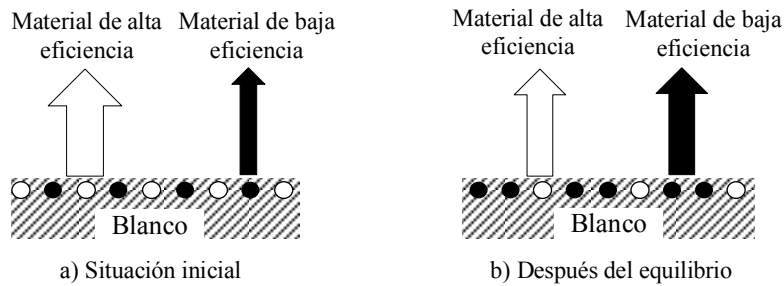 Material de alta
eficiencia
Material de baja
eficiencia
Blanco
a) Situación inicial
Material de alta
eficiencia
Material de baja
eficiencia
Blanco
b) Después del equilibrio